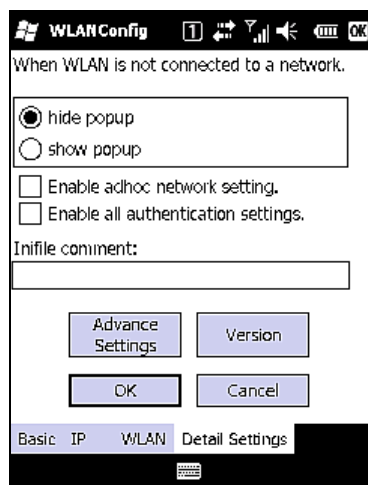 WLANConfig 1 OK
When WLAN is not connected to a network.
hide popup
show popup
Enable adhoc network setting.
Enable all authentication settings.
Inifile comment:
Advance
Settings
Version
OK
Cancel
Basic IP WLAN Detail Settings